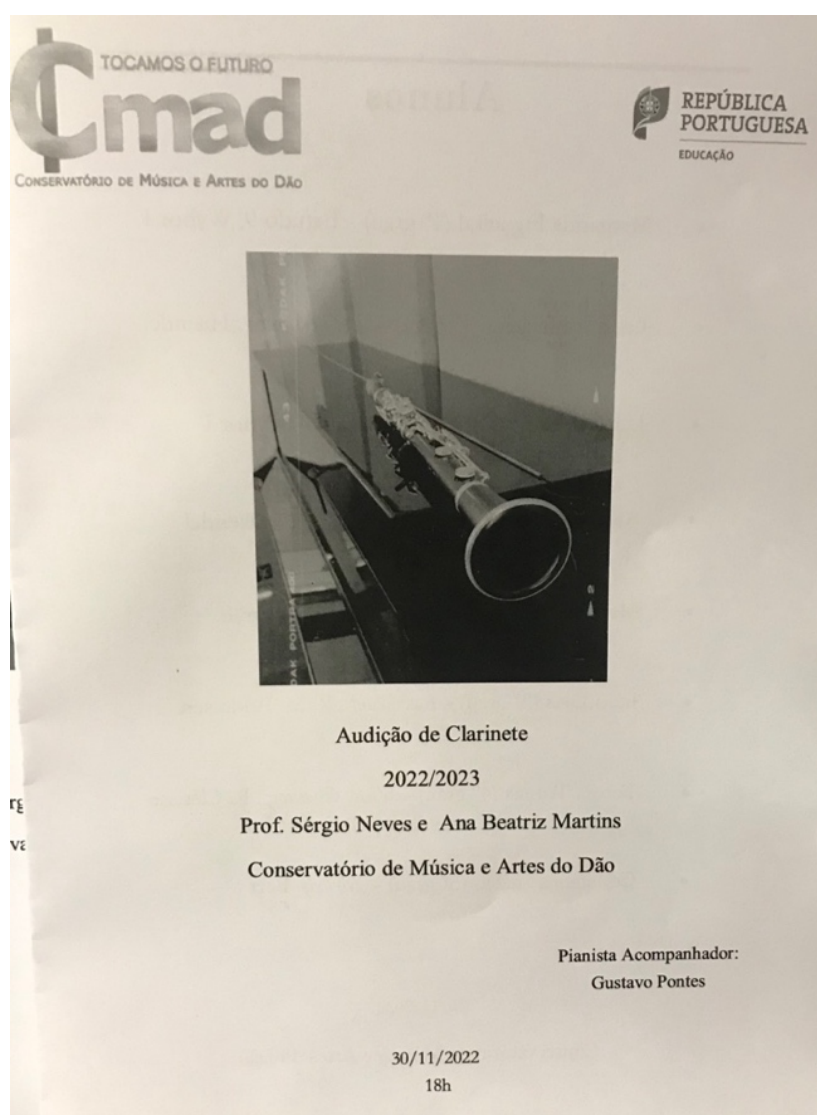 TOCAMOS O FUTURO
Cmad
CONSERVATÓRIO DE MÚSICA E ARTES DO DÃO
REPÚBLICA
PORTUGUESA
EDUCAÇÃO
Alunos
Audição de Clarinete
2022/2023
Prof. Sérgio Neves e Ana Beatriz Martins
Conservatório de Música e Artes do Dão
Pianista Acompanhador:
Gustavo Pontes
30/11/2022
18h